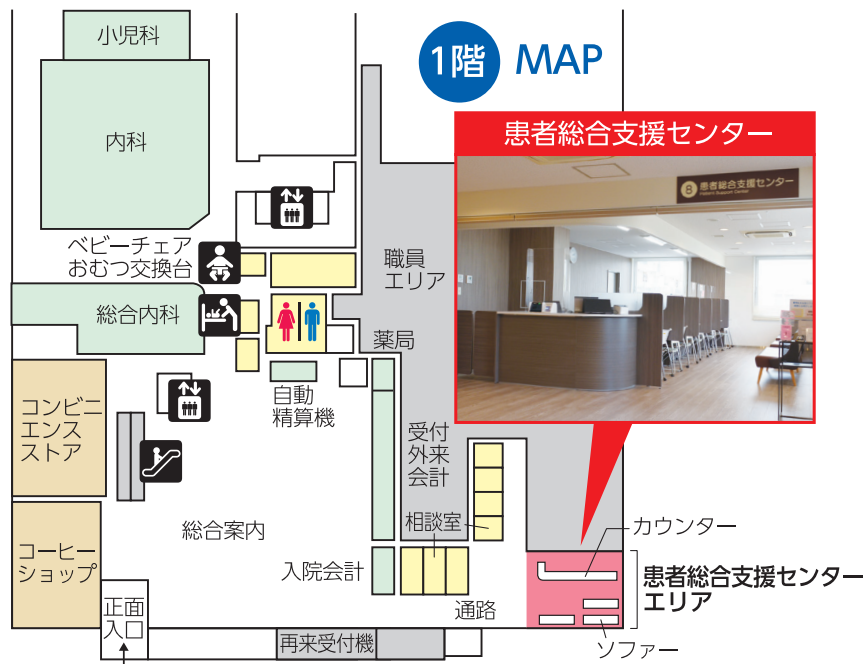 1階 MAP
小児科
内科
患者総合支援センター
8 患者総合支援センター
ベビーチェア
おむつ交換台
職員
エリア
総合内科
薬局
自動
精算機
コンビニ
エンス
ストア
受付
外来
会計
相談室
総合案内
カウンター
コーヒー
ショップ
入院会計
患者総合支援センター
エリア
正面
入口
通路
再来受付機
ソファー